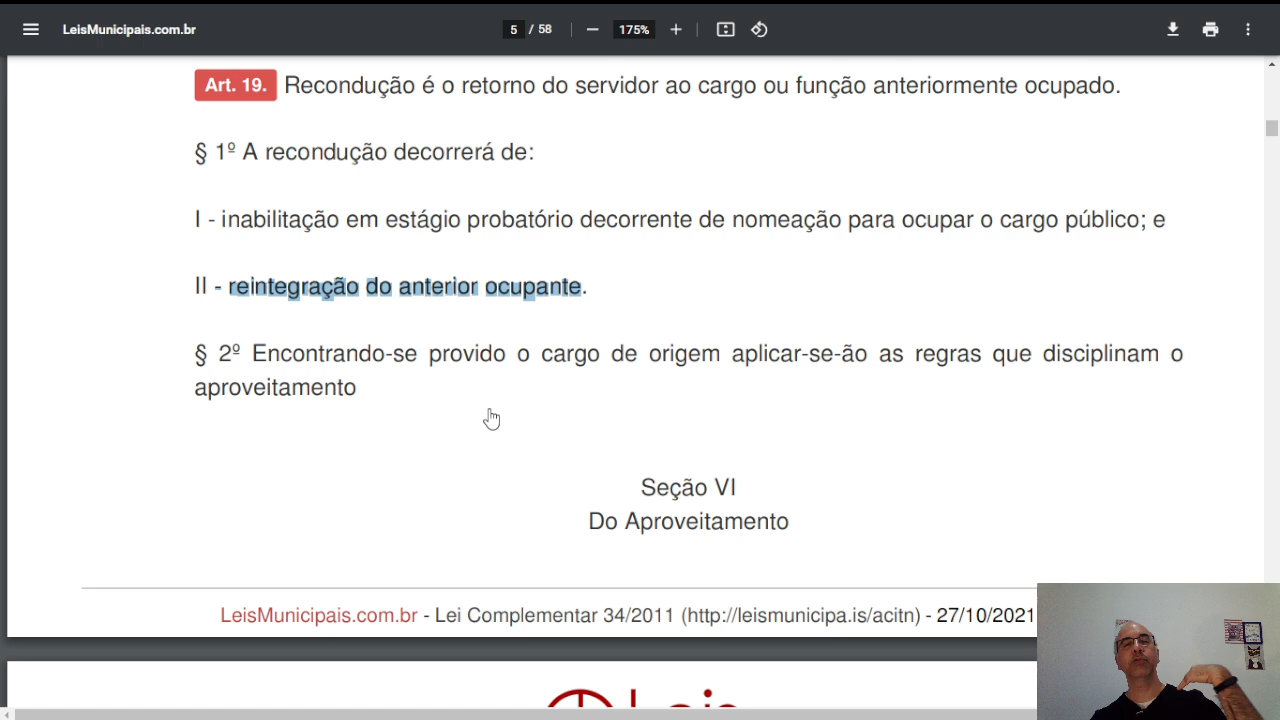 LeisMunicipais.com.br
5 / 58
175%
Art. 19. Recondução é o retorno do servidor ao cargo ou função anteriormente ocupado.
§ 1º A recondução decorrerá de:
I - inabilitação em estágio probatório decorrente de nomeação para ocupar o cargo público; e
II - reintegração do anterior ocupante.
§ 2º Encontrando-se provido o cargo de origem aplicar-se-ão as regras que disciplinam o
aproveitamento
Seção VI
Do Aproveitamento
LeisMunicipais.com.br - Lei Complementar 34/2011 (http://leismunicipa.is/acitn) - 27/10/2021